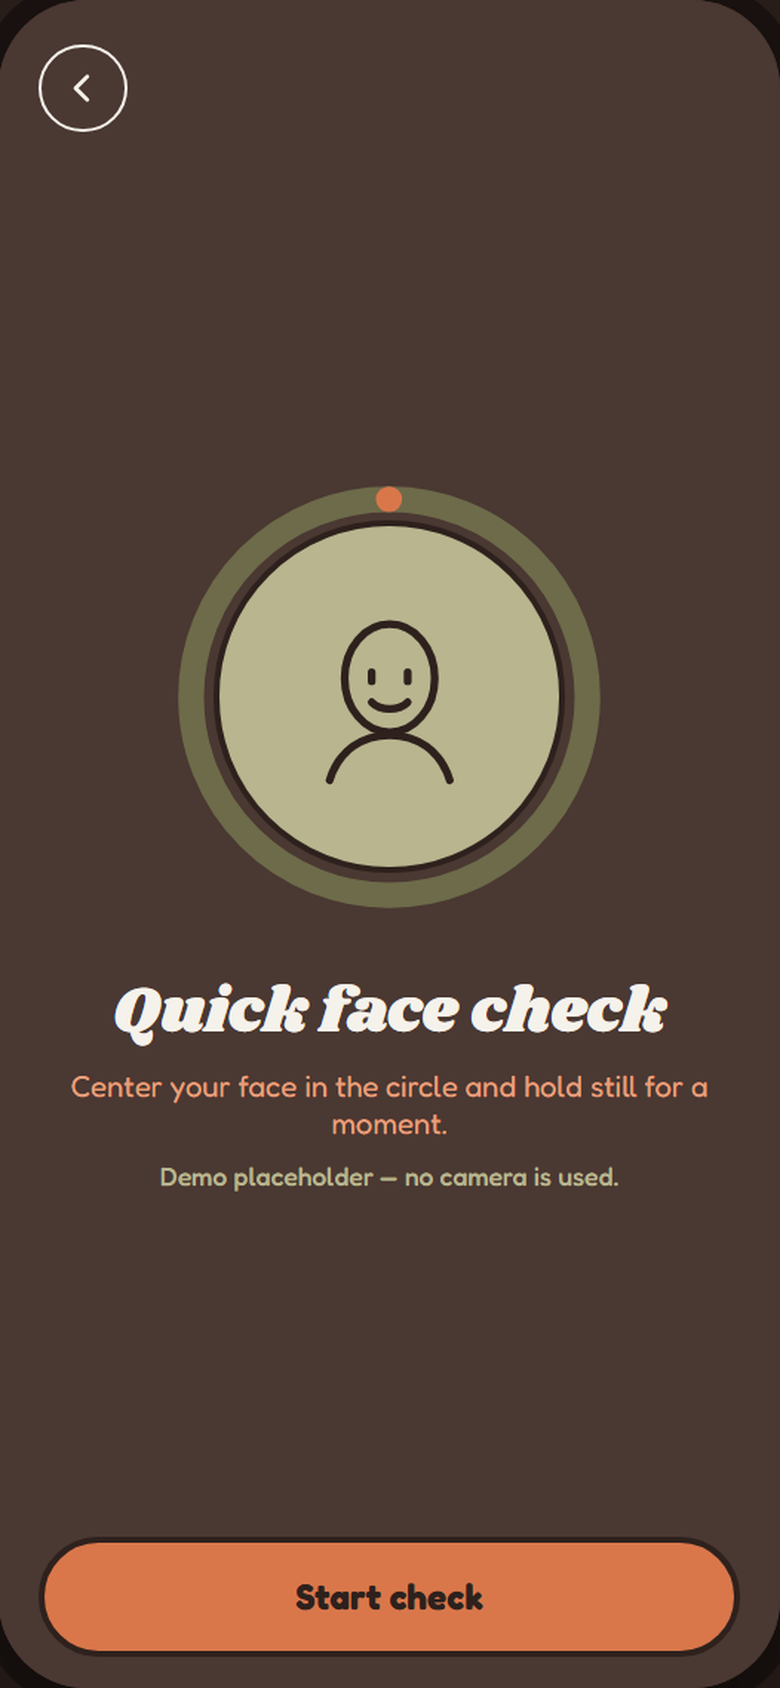 Quick face check
Center your face in the circle and hold still for a
moment.
Demo placeholder — no camera is used.
Start check